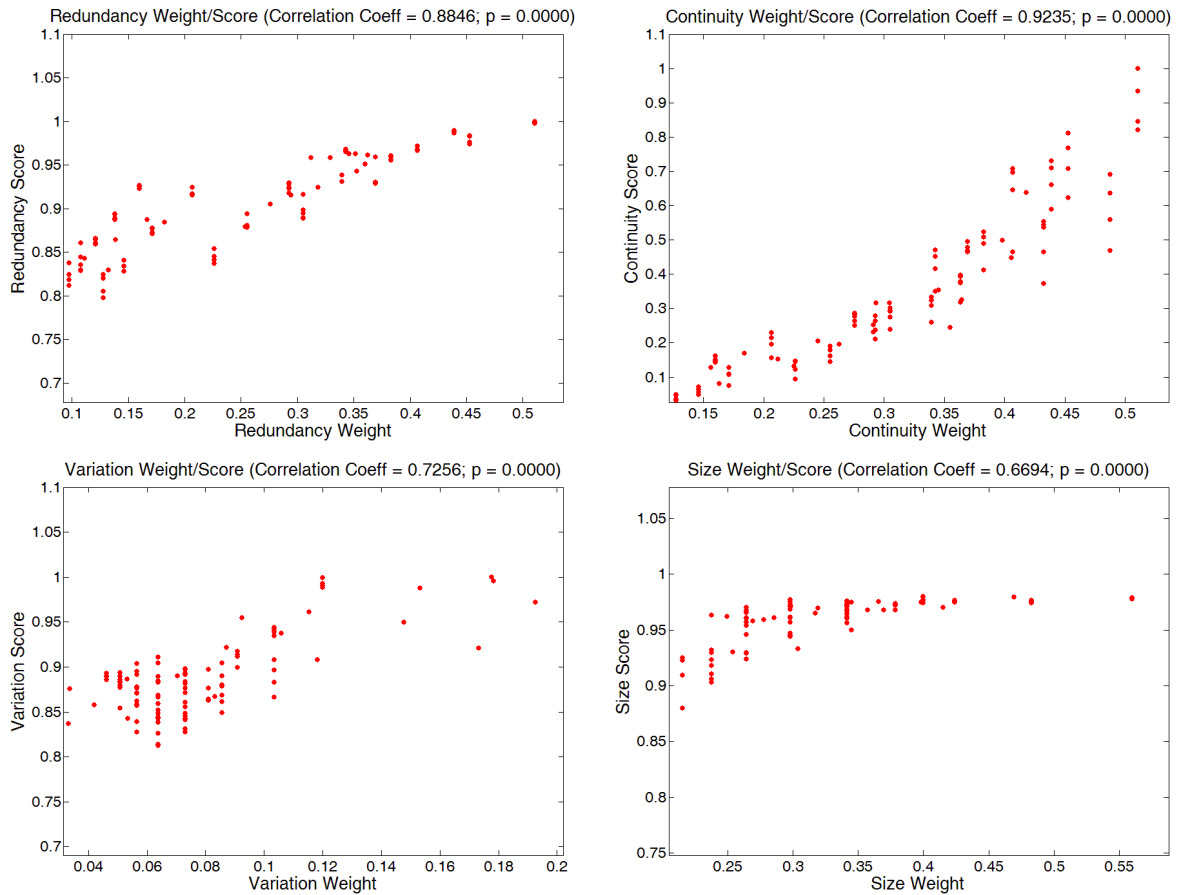 Redundancy Weight/Score (Correlation Coeff = 0.8846; p = 0.0000)
1.1
1.05
1
0.95
0.9
0.85
0.8
0.75
0.7
Redundancy Score
0.1 0.15 0.2 0.25 0.3 0.35 0.4 0.45 0.5
Redundancy Weight
Continuity Weight/Score (Correlation Coeff = 0.9235; p = 0.0000)
1.1
1
0.9
0.8
0.7
0.6
0.5
0.4
0.3
0.2
0.1
Continuity Score
0.15 0.2 0.25 0.3 0.35 0.4 0.45 0.5
Continuity Weight
Variation Weight/Score (Correlation Coeff = 0.7256; p = 0.0000)
1.1
1.05
1
0.95
0.9
0.85
0.8
0.75
0.7
Variation Score
0.04 0.06 0.08 0.1 0.12 0.14 0.16 0.18 0.2
Variation Weight
Size Weight/Score (Correlation Coeff = 0.6694; p = 0.0000)
1.05
1
0.95
0.9
0.85
0.8
0.75
Size Score
0.25 0.3 0.35 0.4 0.45 0.5 0.55
Size Weight